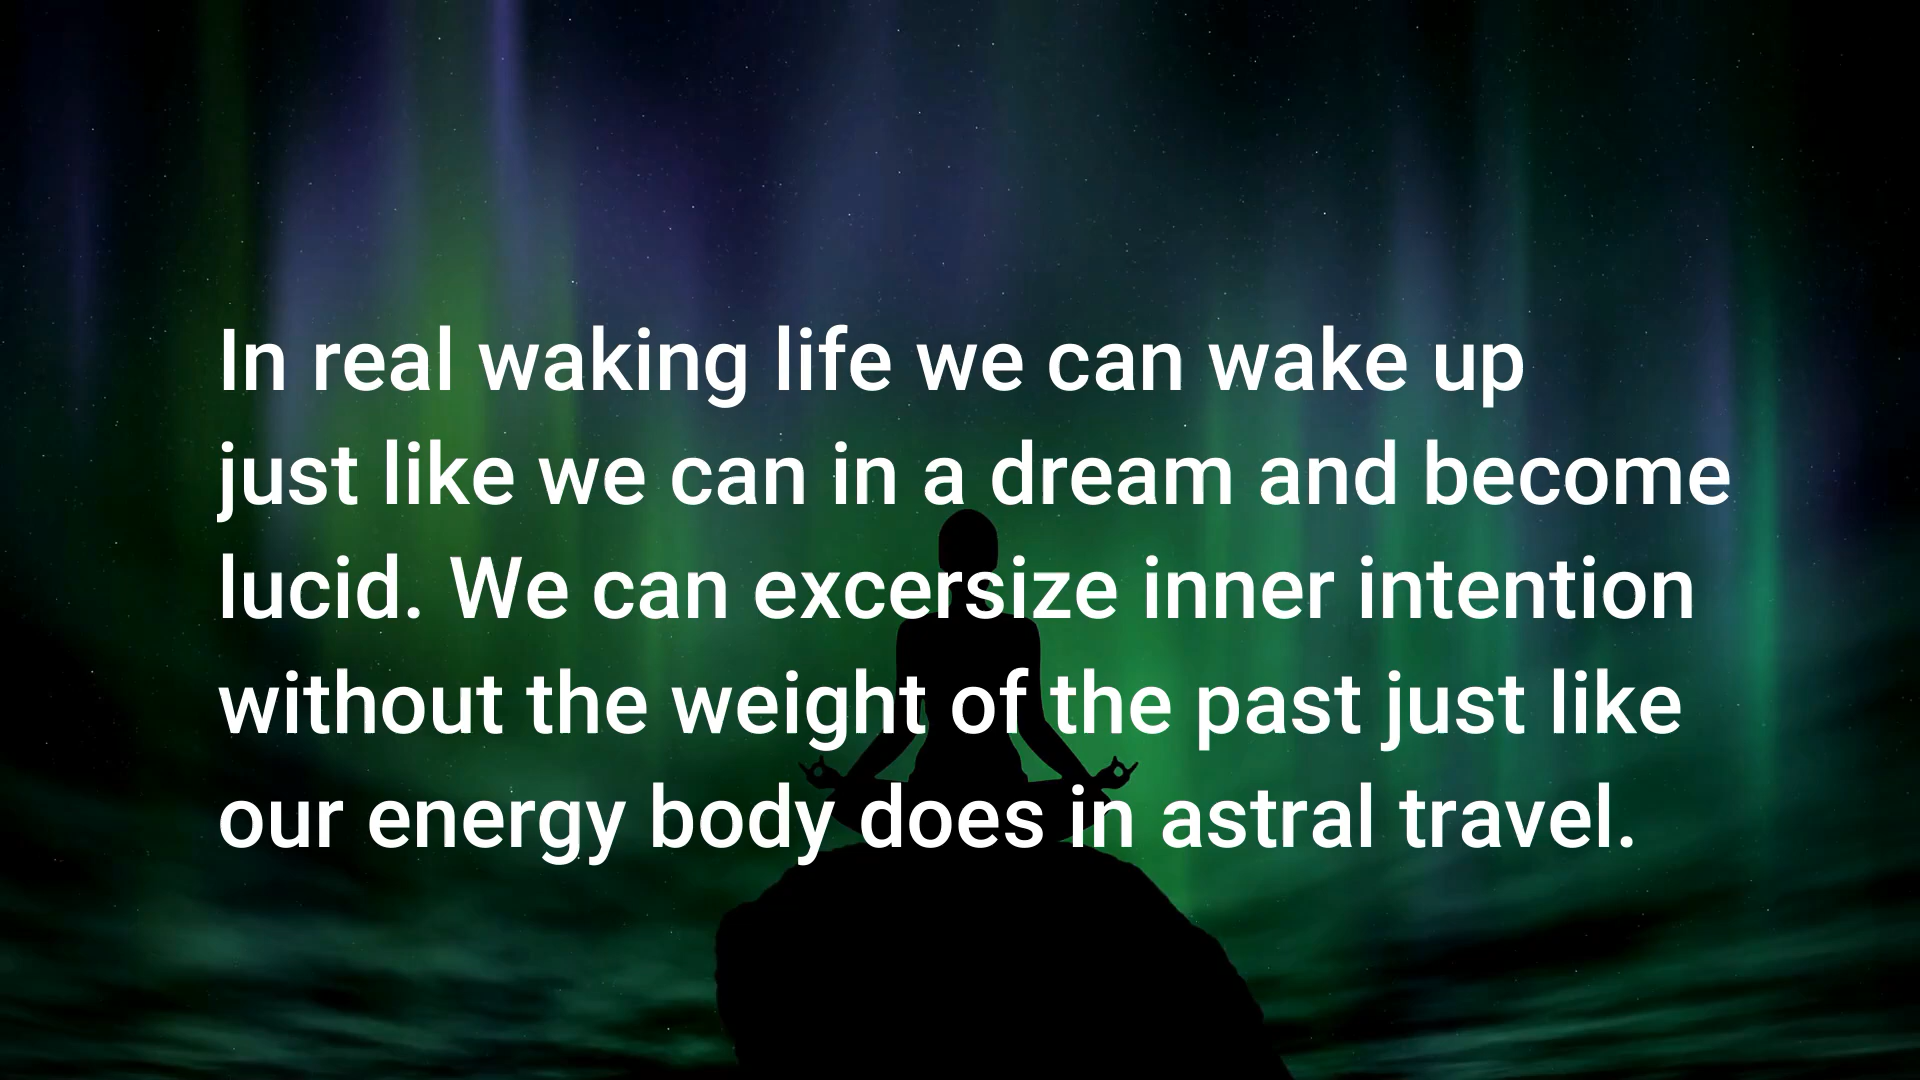 In real waking life we can wake up
just like we can in a dream and become
lucid. We can excersize inner intention
without the weight of the past just like
our energy body does in astral travel.